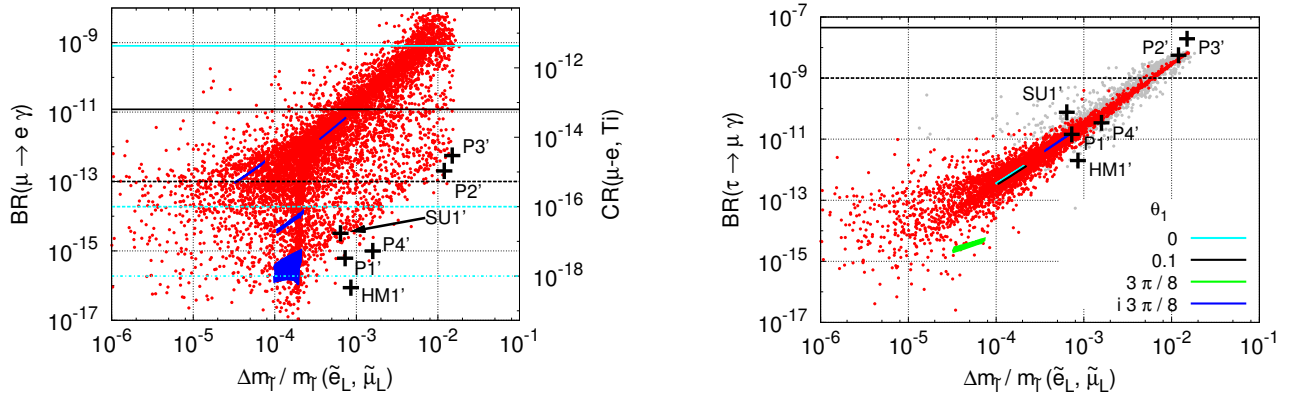 10⁻⁹
10⁻¹¹
10⁻¹³
10⁻¹⁵
10⁻¹⁷
BR(μ → e γ)
10⁻⁶ 10⁻⁵ 10⁻⁴ 10⁻³ 10⁻² 10⁻¹
Δm_l̃ / m_l̃ (ẽ_L, μ̃_L)
10⁻¹²
10⁻¹⁴
10⁻¹⁶
10⁻¹⁸
CR(μ-e, Ti)
P3'
P2'
SU1'
P4'
P1'
HM1'
10⁻⁷
10⁻⁹
10⁻¹¹
10⁻¹³
10⁻¹⁵
10⁻¹⁷
BR(τ → μ γ)
10⁻⁶ 10⁻⁵ 10⁻⁴ 10⁻³ 10⁻² 10⁻¹
Δm_l̃ / m_l̃ (ẽ_L, μ̃_L)
P2' P3'
SU1'
P1' P4'
HM1'
θ₁
0
0.1
3 π / 8
i 3 π / 8